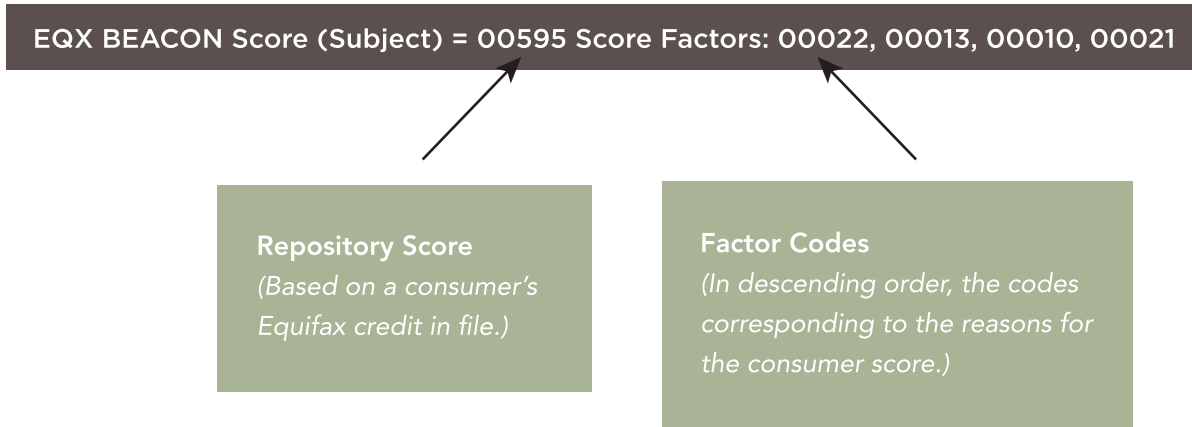 EQX BEACON Score (Subject) = 00595 Score Factors: 00022, 00013, 00010, 00021
Repository Score
(Based on a consumer’s
Equifax credit in file.)
Factor Codes
(In descending order, the codes
corresponding to the reasons for
the consumer score.)